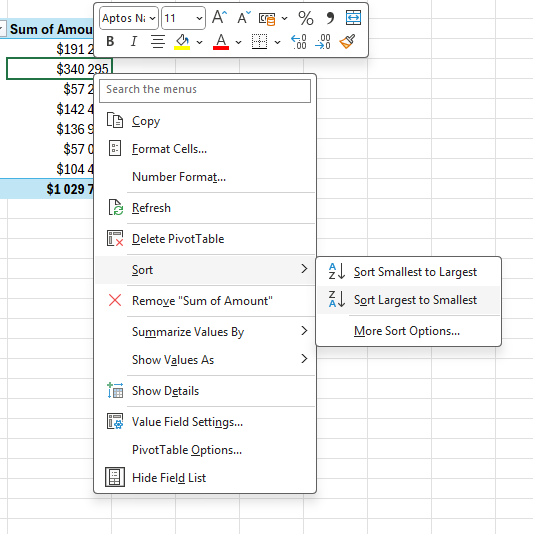 Aptos Na
11
Sum of Amou
$191 2
$340 295
$57 2
$142 4
$136 9
$57 0
$104 4
$1 029 7
Search the menus
Copy
Format Cells...
Number Format...
Refresh
Delete PivotTable
Sort
Sort Smallest to Largest
Sort Largest to Smallest
More Sort Options...
Remove "Sum of Amount"
Summarize Values By
Show Values As
Show Details
Value Field Settings...
PivotTable Options...
Hide Field List